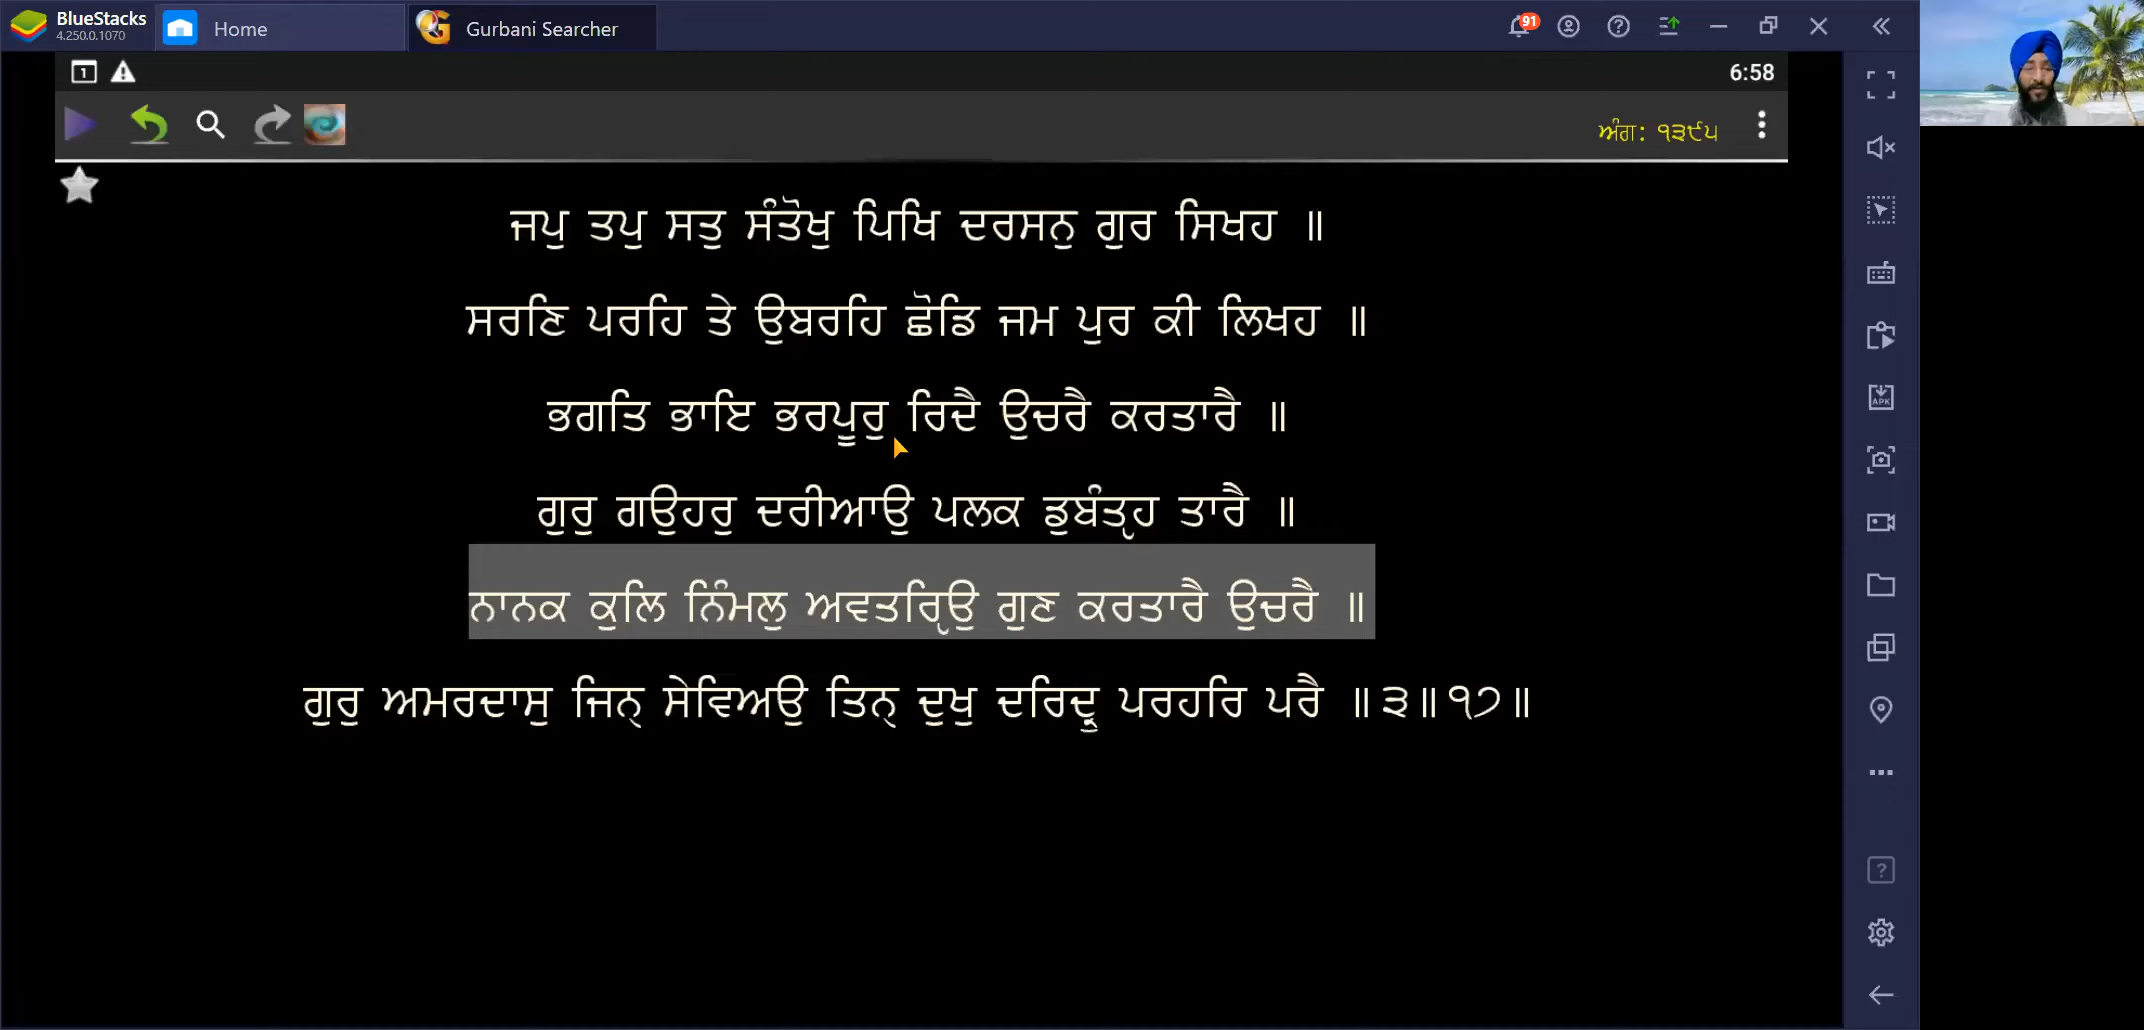 BlueStacks
4.250.0.1070
Home
Gurbani Searcher
91
1
6:58
ਅੰਗ: ੧੩੯੫
ਜਪੁ ਤਪੁ ਸਤੁ ਸੰਤੋਖੁ ਪਿਖਿ ਦਰਸਨੁ ਗੁਰ ਸਿਖਹ ॥
ਸਰਣਿ ਪਰਹਿ ਤੇ ਉਬਰਹਿ ਛੋਡਿ ਜਮ ਪੁਰ ਕੀ ਲਿਖਹ ॥
ਭਗਤਿ ਭਾਇ ਭਰਪੂਰੁ ਰਿਦੈ ਉਚਰੈ ਕਰਤਾਰੈ ॥
ਗੁਰੁ ਗਉਹਰੁ ਦਰੀਆਉ ਪਲਕ ਡੁਬੰਤੵਹ ਤਾਰੈ ॥
ਨਾਨਕ ਕੁਲਿ ਨਿੰਮਲੁ ਅਵਤਰੵਿਉ ਗੁਣ ਕਰਤਾਰੈ ਉਚਰੈ ॥
ਗੁਰੁ ਅਮਰਦਾਸੁ ਜਿਨੑ ਸੇਵਿਅਉ ਤਿਨੑ ਦੁਖੁ ਦਰਿਦ੍ਰੁ ਪਰਹਰਿ ਪਰੈ ॥੩॥੧੭॥
APK